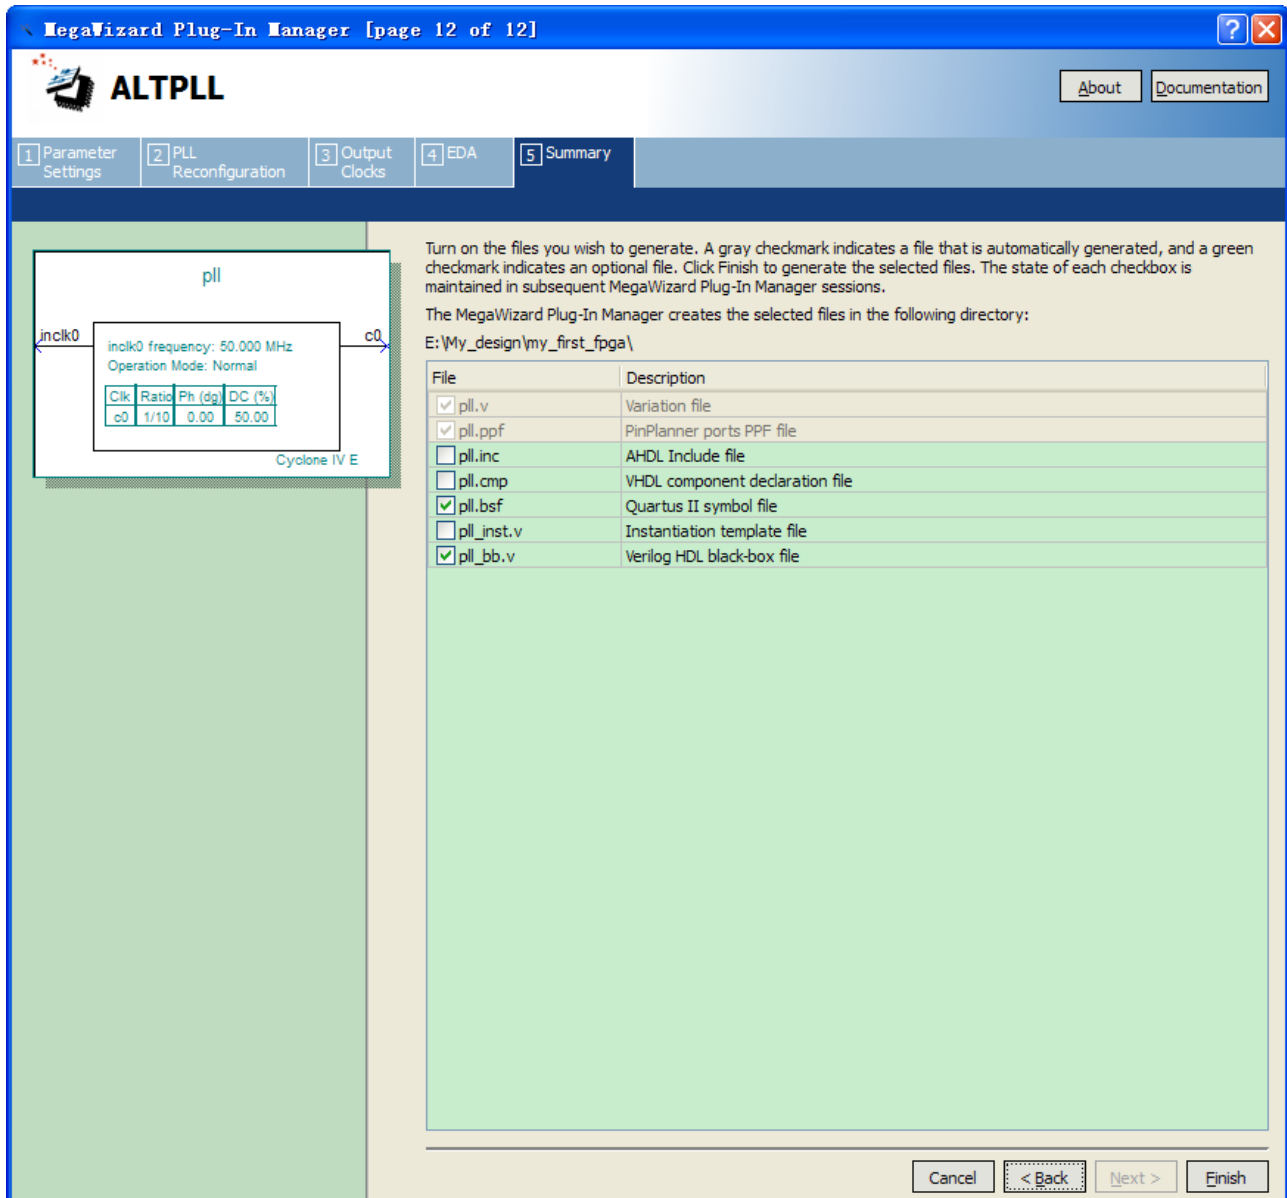 MegaWizard Plug-In Manager [page 12 of 12]
ALTPLL
About
Documentation
1 Parameter Settings
2 PLL Reconfiguration
3 Output Clocks
4 EDA
5 Summary
pll
inclk0
c0
inclk0 frequency: 50.000 MHz
Operation Mode: Normal
Clk Ratio Ph (dg) DC (%)
c0 1/10 0.00 50.00
Cyclone IV E
Turn on the files you wish to generate. A gray checkmark indicates a file that is automatically generated, and a green
checkmark indicates an optional file. Click Finish to generate the selected files. The state of each checkbox is
maintained in subsequent MegaWizard Plug-In Manager sessions.
The MegaWizard Plug-In Manager creates the selected files in the following directory:
E:\My_design\my_first_fpga\
File Description
pll.v Variation file
pll.ppf PinPlanner ports PPF file
pll.inc AHDL Include file
pll.cmp VHDL component declaration file
pll.bsf Quartus II symbol file
pll_inst.v Instantiation template file
pll_bb.v Verilog HDL black-box file
Cancel
< Back
Next >
Finish